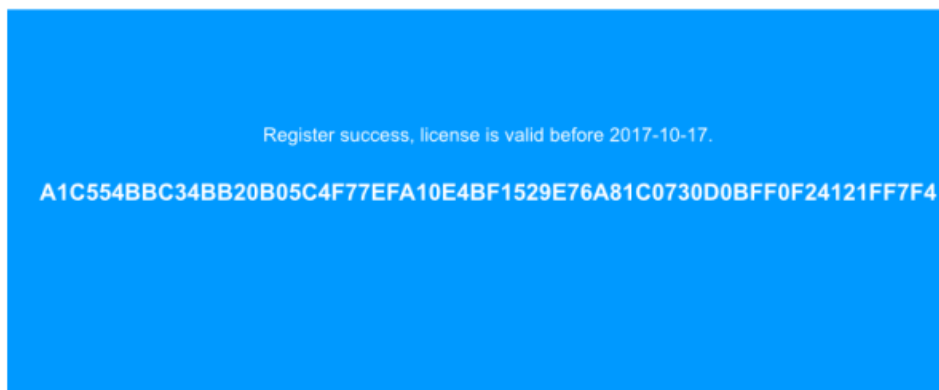 Register success, license is valid before 2017-10-17.
A1C554BBC34BB20B05C4F77EFA10E4BF1529E76A81C0730D0BFF0F24121FF7F4